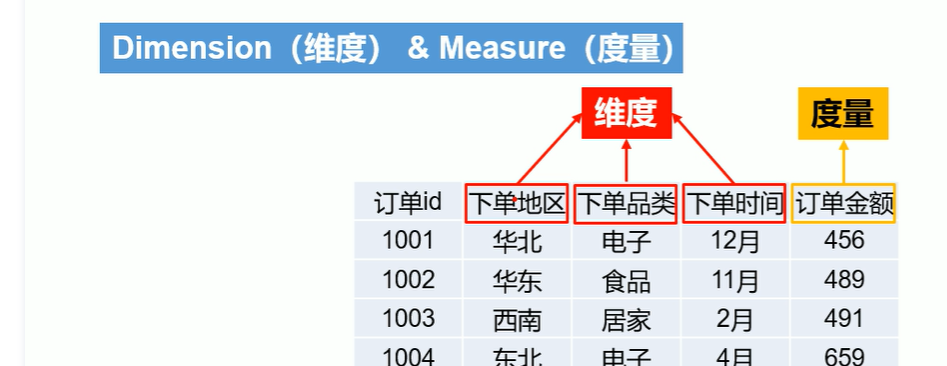 Dimension（维度） & Measure（度量）
维度 度量
订单id 下单地区 下单品类 下单时间 订单金额
1001 华北 电子 12月 456
1002 华东 食品 11月 489
1003 西南 居家 2月 491
1004 东北 电子 4月 659